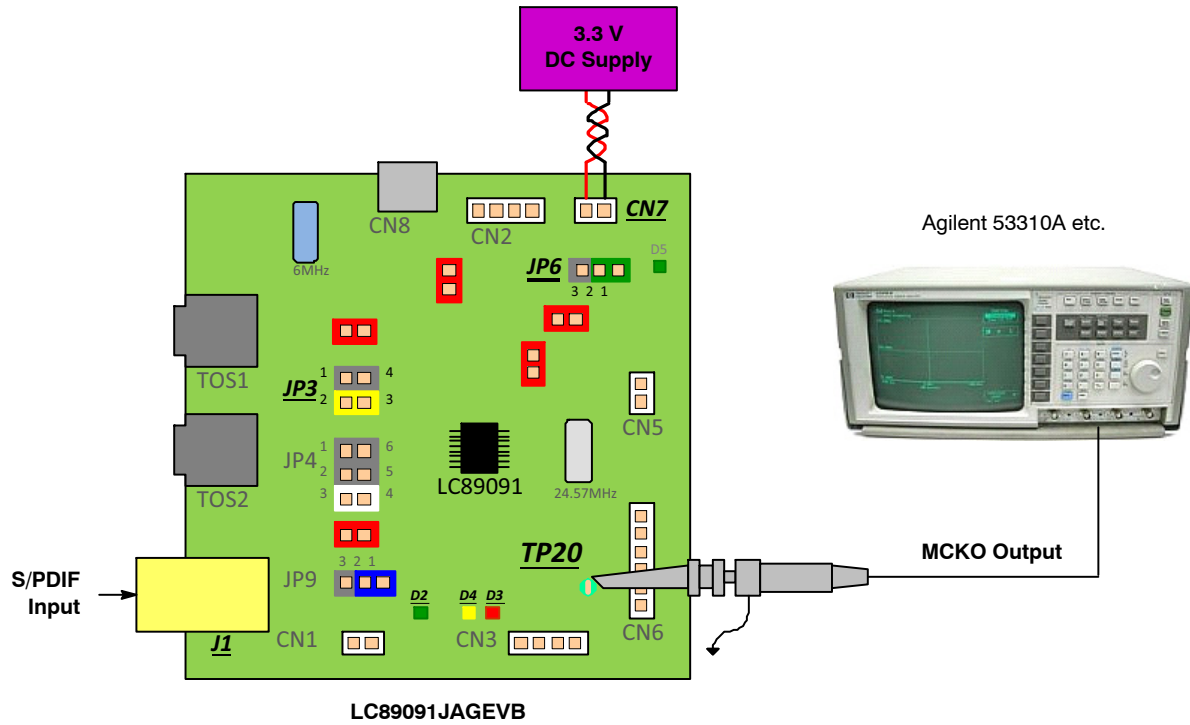 3.3 V
DC Supply
CN8
CN2
CN7
D5
6MHz
JP6
3 2 1
Agilent 53310A etc.
TOS1
JP3
1
4
2
3
CN5
JP4
1
6
2
5
3
4
LC89091
24.57MHz
TOS2
TP20
MCKO Output
S/PDIF
Input
3 2 1
JP9
D2
D4
D3
J1
CN1
CN3
CN6
LC89091JAGEVB